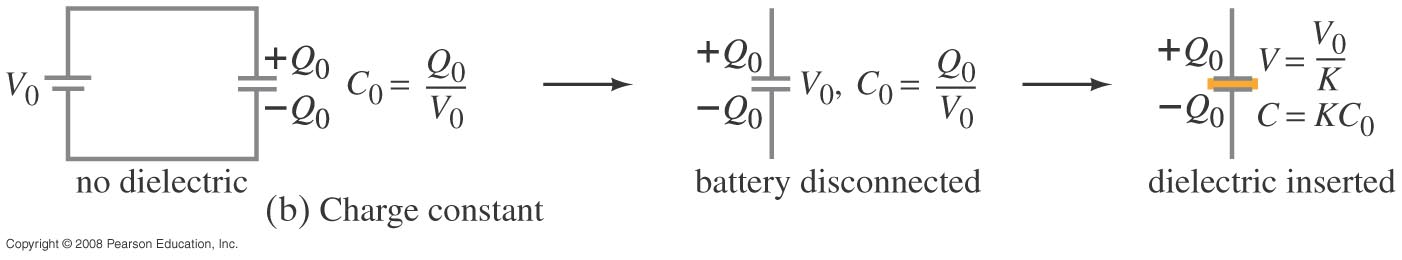 V₀ +Q₀ −Q₀ C₀ = Q₀/V₀
no dielectric
+Q₀ −Q₀ V₀, C₀ = Q₀/V₀
battery disconnected
+Q₀ −Q₀ V = V₀/K
C = KC₀
dielectric inserted
(b) Charge constant
Copyright © 2008 Pearson Education, Inc.